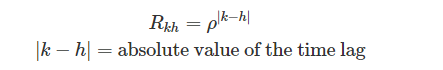 R_{kh} = ρ^{|k−h|}
|k − h| = absolute value of the time lag